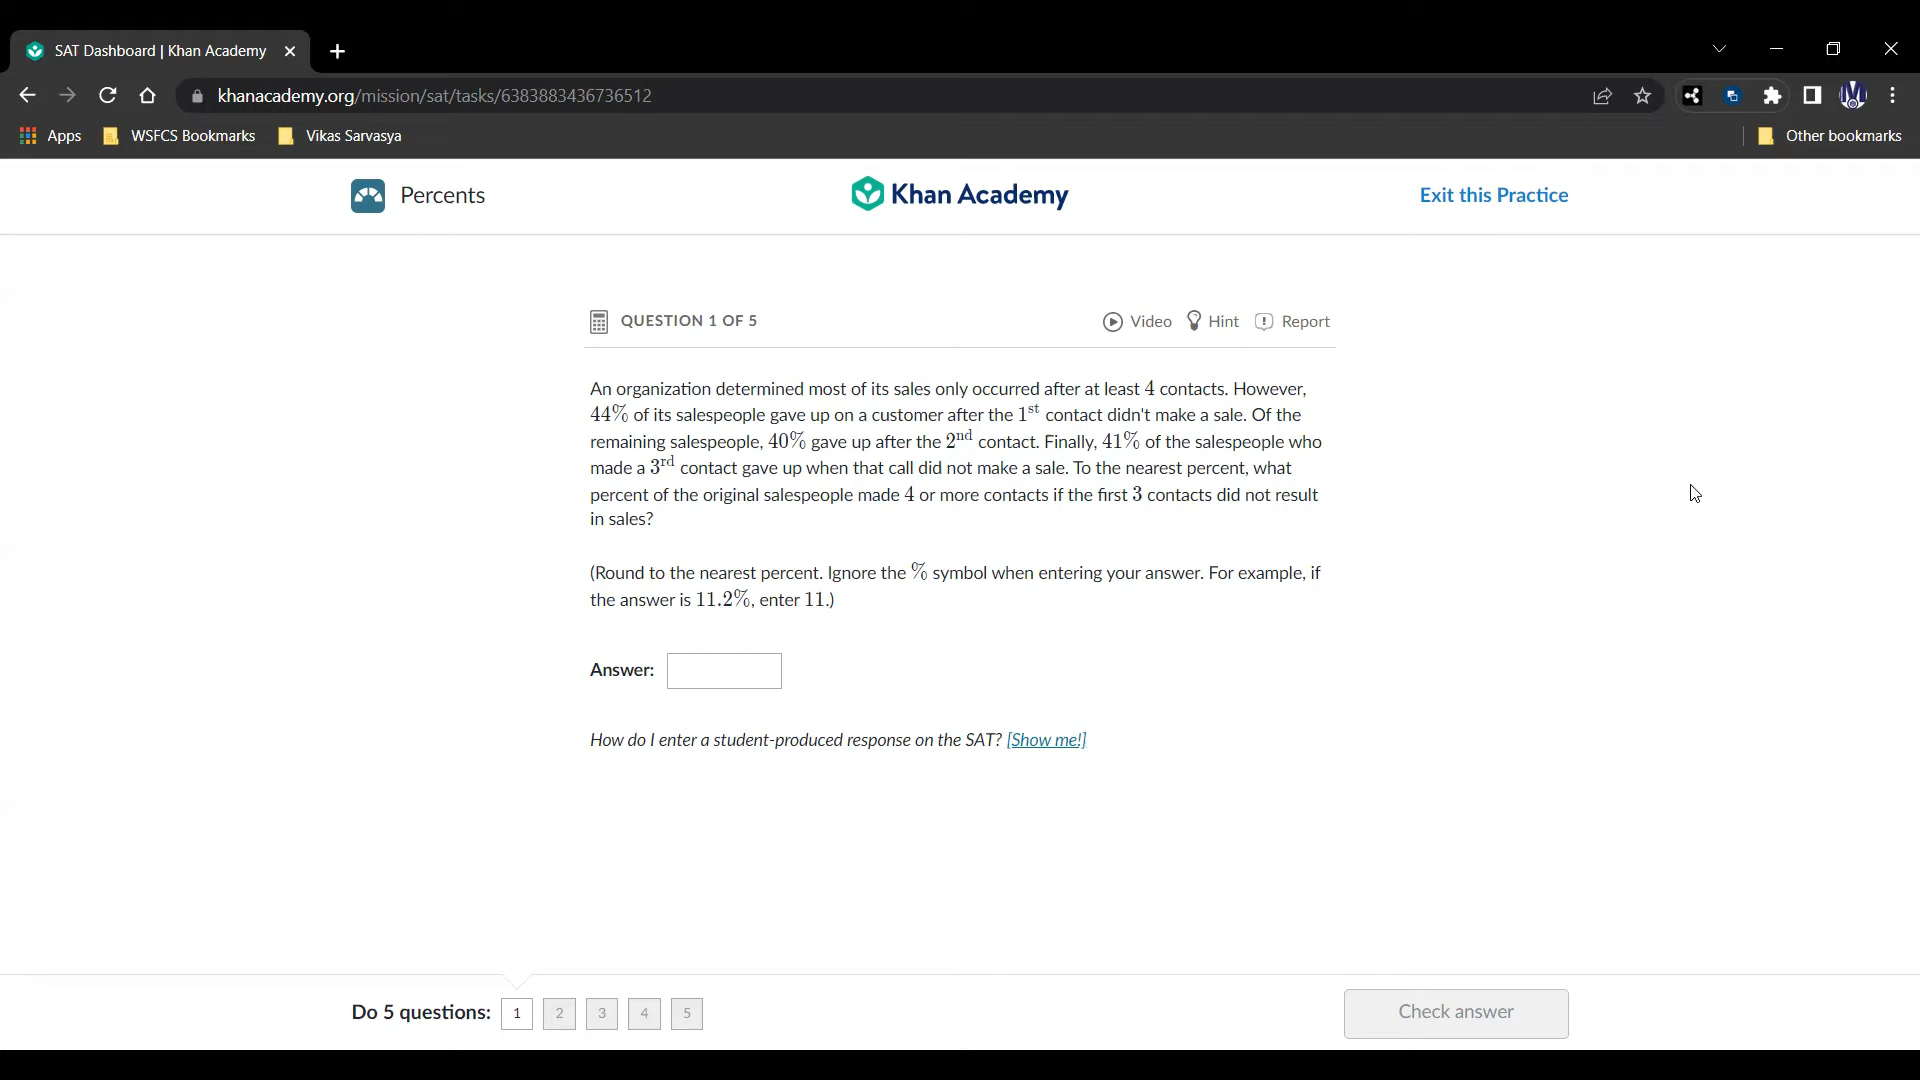 SAT Dashboard | Khan Academy
khanacademy.org/mission/sat/tasks/6383883436736512
Apps WSFCS Bookmarks Vikas Sarvasya Other bookmarks
Percents Khan Academy Exit this Practice
QUESTION 1 OF 5 Video Hint Report
An organization determined most of its sales only occurred after at least 4 contacts. However,
44% of its salespeople gave up on a customer after the 1st contact didn't make a sale. Of the
remaining salespeople, 40% gave up after the 2nd contact. Finally, 41% of the salespeople who
made a 3rd contact gave up when that call did not make a sale. To the nearest percent, what
percent of the original salespeople made 4 or more contacts if the first 3 contacts did not result
in sales?
(Round to the nearest percent. Ignore the % symbol when entering your answer. For example, if
the answer is 11.2%, enter 11.)
Answer:
How do I enter a student-produced response on the SAT? [Show me!]
Do 5 questions: 1 2 3 4 5 Check answer